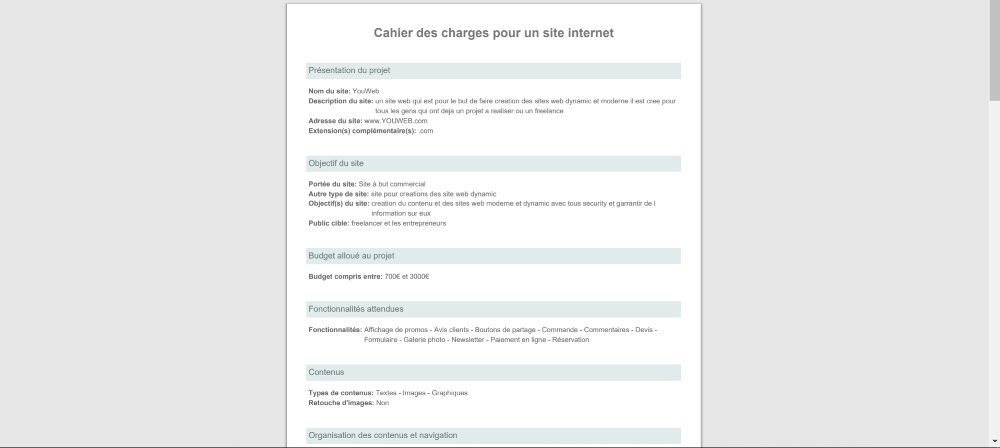 Cahier des charges pour un site internet
Présentation du projet
Nom du site: YouWeb
Description du site: un site web qui est pour le but de faire creation des sites web dynamic et moderne il est cree pour
tous les gens qui ont deja un projet a realiser ou un freelance
Adresse du site: www.YOUWEB.com
Extension(s) complémentaire(s): .com
Objectif du site
Portée du site: Site à but commercial
Autre type de site: site pour creations des site web dynamic
Objectif(s) du site: creation du contenu et des sites web moderne et dynamic avec tous security et garrantir de l
information sur eux
Public cible: freelancer et les entrepreneurs
Budget alloué au projet
Budget compris entre: 700€ et 3000€
Fonctionnalités attendues
Fonctionnalités: Affichage de promos - Avis clients - Boutons de partage - Commande - Commentaires - Devis -
Formulaire - Galerie photo - Newsletter - Paiement en ligne - Réservation
Contenus
Types de contenus: Textes - Images - Graphiques
Retouche d'images: Non
Organisation des contenus et navigation